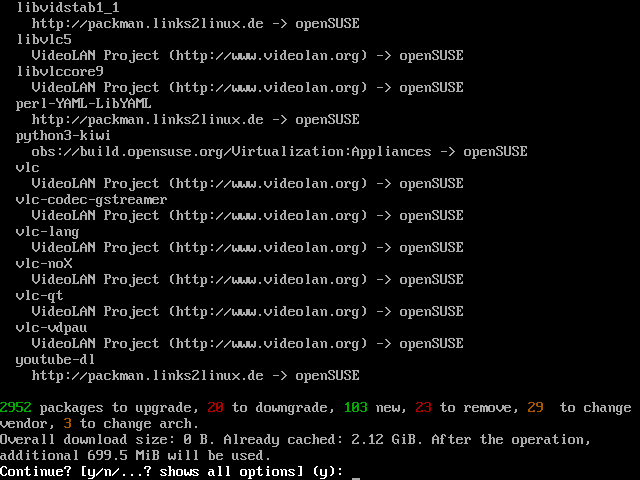 libvidstab1_1
http://packman.links2linux.de -> openSUSE
libvlc5
VideoLAN Project (http://www.videolan.org) -> openSUSE
libvlccore9
VideoLAN Project (http://www.videolan.org) -> openSUSE
perl-YAML-LibYAML
http://packman.links2linux.de -> openSUSE
python3-kiwi
obs://build.opensuse.org/Virtualization:Appliances -> openSUSE
vlc
VideoLAN Project (http://www.videolan.org) -> openSUSE
vlc-codec-gstreamer
VideoLAN Project (http://www.videolan.org) -> openSUSE
vlc-lang
VideoLAN Project (http://www.videolan.org) -> openSUSE
vlc-noX
VideoLAN Project (http://www.videolan.org) -> openSUSE
vlc-qt
VideoLAN Project (http://www.videolan.org) -> openSUSE
vlc-vdpau
VideoLAN Project (http://www.videolan.org) -> openSUSE
youtube-dl
http://packman.links2linux.de -> openSUSE
2952 packages to upgrade, 20 to downgrade, 103 new, 23 to remove, 29  to change
vendor, 3 to change arch.
Overall download size: 0 B. Already cached: 2.12 GiB. After the operation,
additional 699.5 MiB will be used.
Continue? [y/n/...? shows all options] (y): _